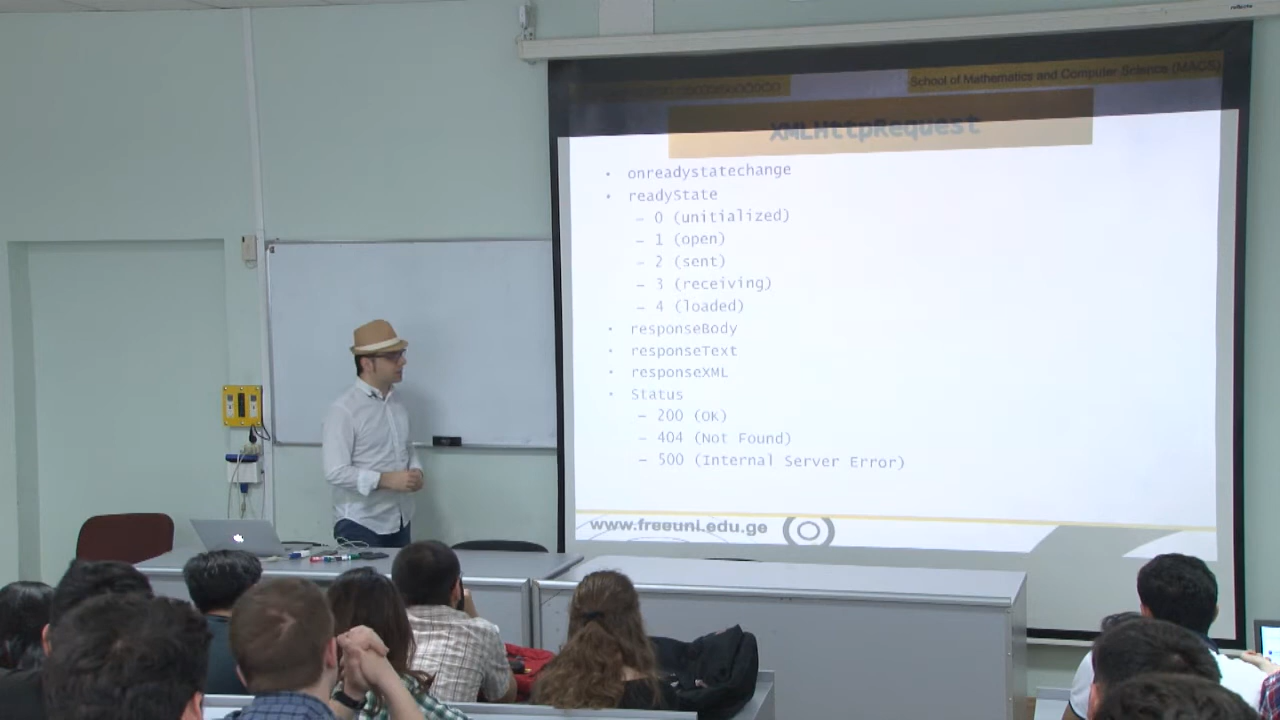 School of Mathematics and Computer Science (MACS)
XMLHttpRequest
• onreadystatechange
• readyState
– 0 (unitialized)
– 1 (open)
– 2 (sent)
– 3 (receiving)
– 4 (loaded)
• responseBody
• responseText
• responseXML
• Status
– 200 (OK)
– 404 (Not Found)
– 500 (Internal Server Error)
www.freeuni.edu.ge